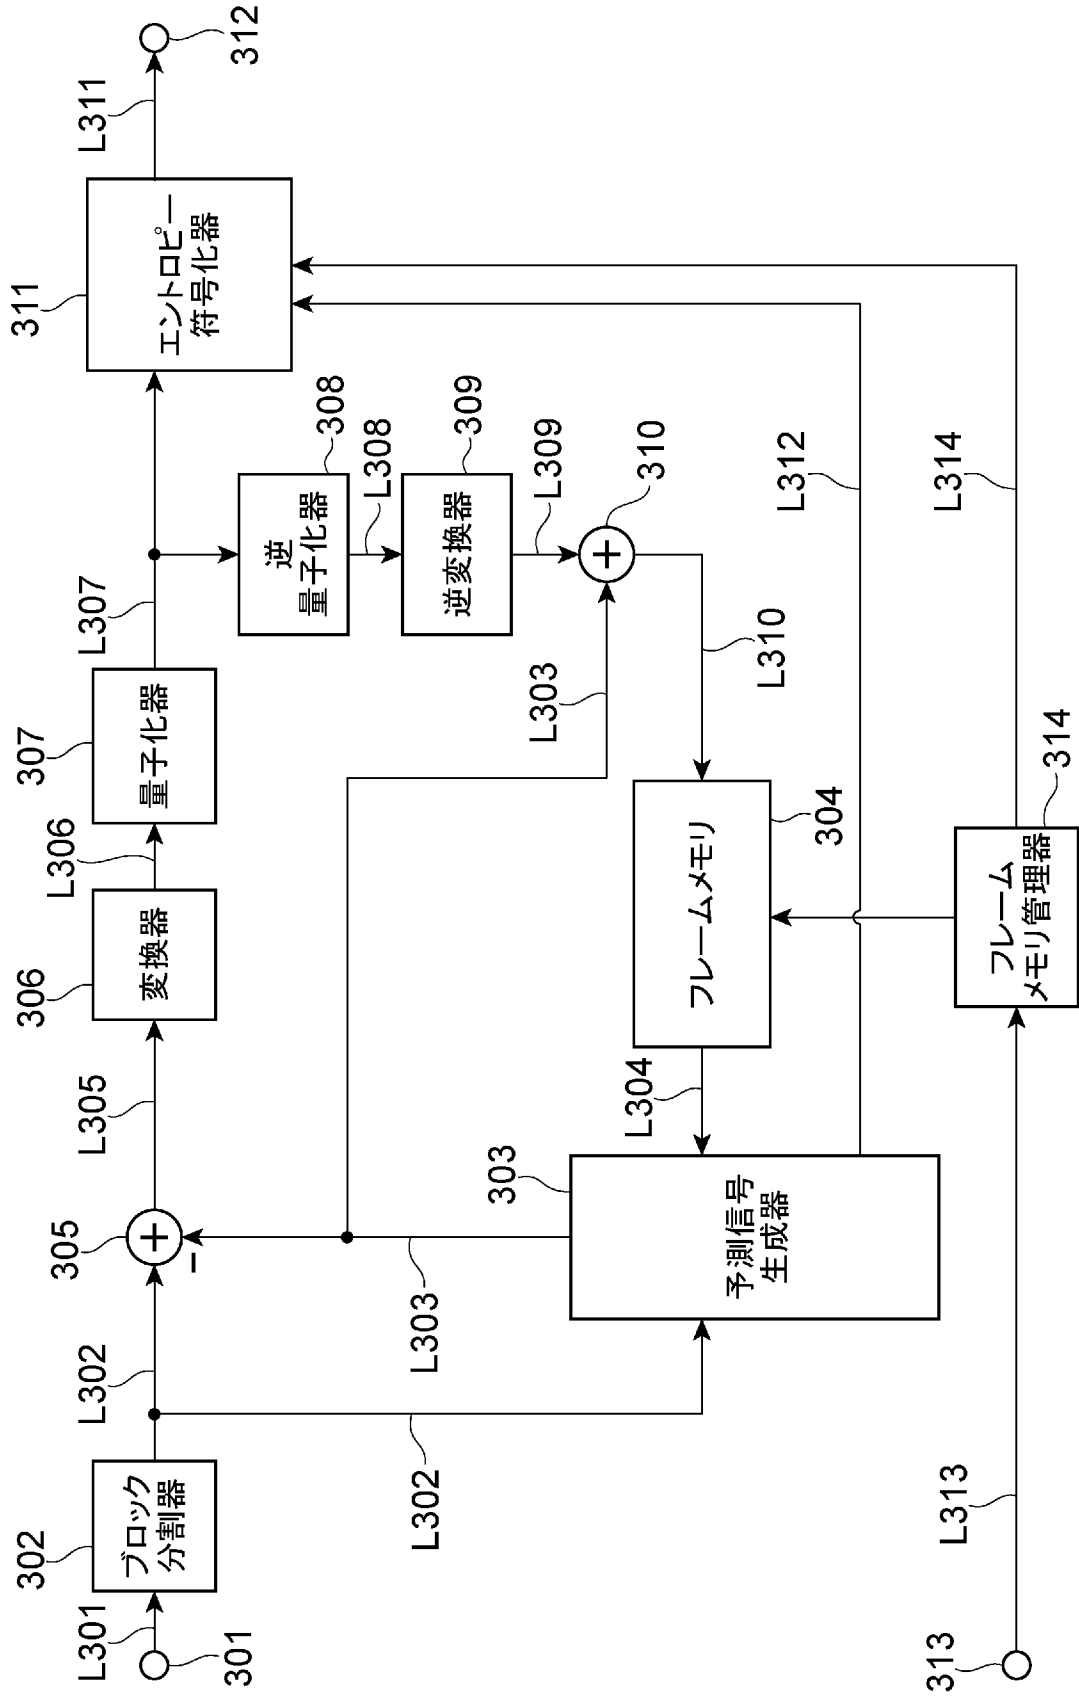 301
L301
302
ブロック
分割器
L302
L302
305
+
-
L305
306
変換器
L306
307
量子化器
L307
311
エントロピー
符号化器
L311
312
308
逆
量子化器
L308
309
逆変換器
L309
310
+
L303
L303
L310
303
予測信号
生成器
L304
304
フレームメモリ
L312
313
L313
314
フレーム
メモリ管理器
L314